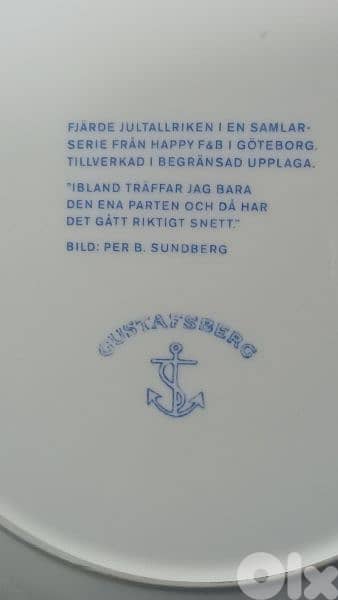 FJÄRDE JULTALLRIKEN I EN SAMLAR-
SERIE FRÅN HAPPY F&B I GÖTEBORG.
TILLVERKAD I BEGRÄNSAD UPPLAGA.
"IBLAND TRÄFFAR JAG BARA
DEN ENA PARTEN OCH DÅ HAR
DET GÅTT RIKTIGT SNETT."
BILD: PER B. SUNDBERG
GUSTAFSBERG
olx